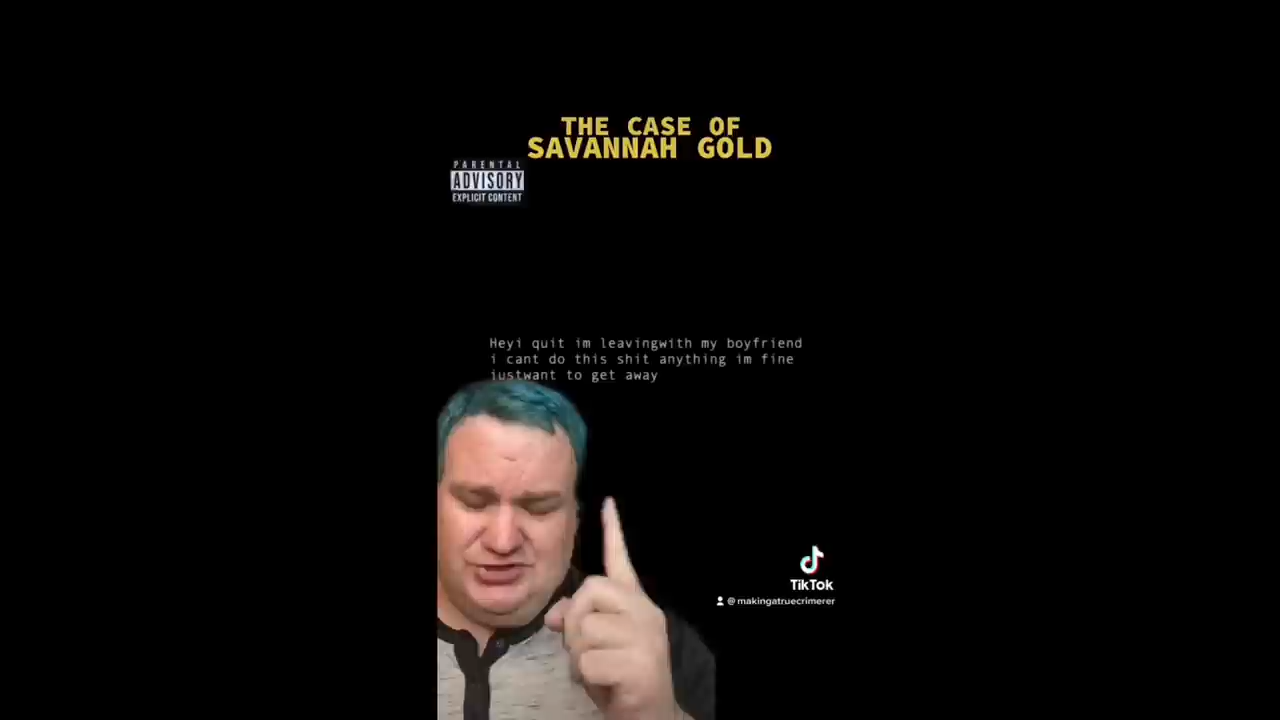 THE CASE OF
SAVANNAH GOLD
PARENTAL
ADVISORY
EXPLICIT CONTENT
Heyi quit im leavingwith my boyfriend
i cant do this shit anything im fine
justwant to get away
TikTok
@makingatruecrimerer